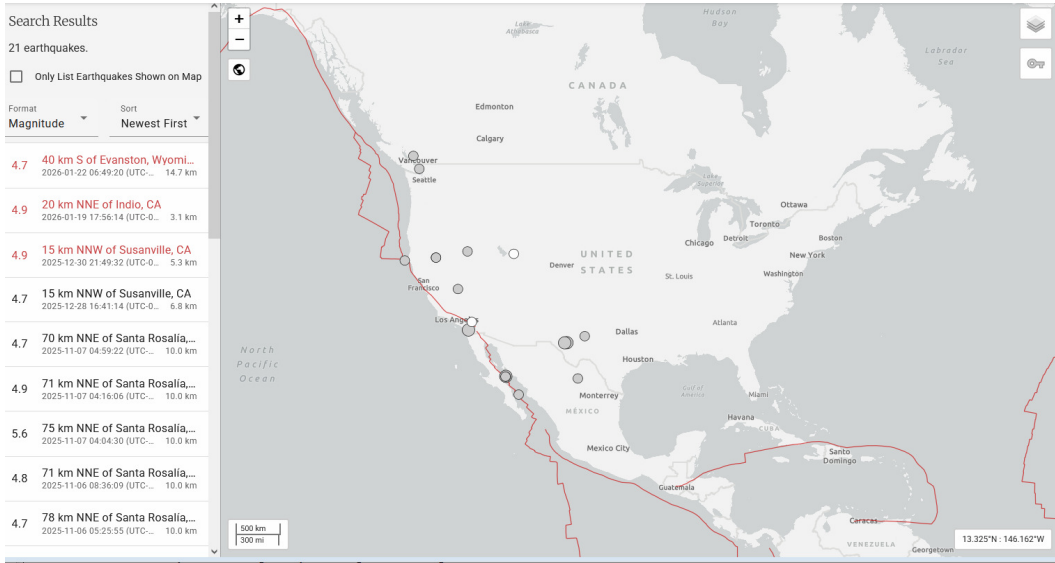 Search Results
21 earthquakes.
Only List Earthquakes Shown on Map
Format
Magnitude
Sort
Newest First
4.7
40 km S of Evanston, Wyomi...
2026-01-22 06:49:20 (UTC-... 14.7 km
4.9
20 km NNE of Indio, CA
2026-01-19 17:56:14 (UTC-0... 3.1 km
4.9
15 km NNW of Susanville, CA
2025-12-30 21:49:32 (UTC-0... 5.3 km
4.7
15 km NNW of Susanville, CA
2025-12-28 16:41:14 (UTC-0... 6.8 km
4.7
70 km NNE of Santa Rosalía,...
2025-11-07 04:59:22 (UTC-... 10.0 km
4.9
71 km NNE of Santa Rosalía,...
2025-11-07 04:16:06 (UTC-... 10.0 km
5.6
75 km NNE of Santa Rosalía,...
2025-11-07 04:04:30 (UTC-... 10.0 km
4.8
71 km NNE of Santa Rosalía,...
2025-11-06 08:36:09 (UTC-... 10.0 km
4.7
78 km NNE of Santa Rosalía,...
2025-11-06 05:25:55 (UTC-... 10.0 km
+
−
Hudson
Bay
Lake
Athabasca
Labrador
Sea
CANADA
Edmonton
Calgary
Vancouver
Seattle
Lake
Superior
Ottawa
Toronto
Chicago
Detroit
Boston
New York
UNITED
STATES
Denver
St. Louis
Washington
San
Francisco
Los Angeles
Dallas
Atlanta
Houston
North
Pacific
Ocean
Monterrey
Gulf of
America
Miami
MÉXICO
Havana
CUBA
Mexico City
Santo
Domingo
Guatemala
Caracas
VENEZUELA
Georgetown
500 km
300 mi
13.325°N : 146.162°W